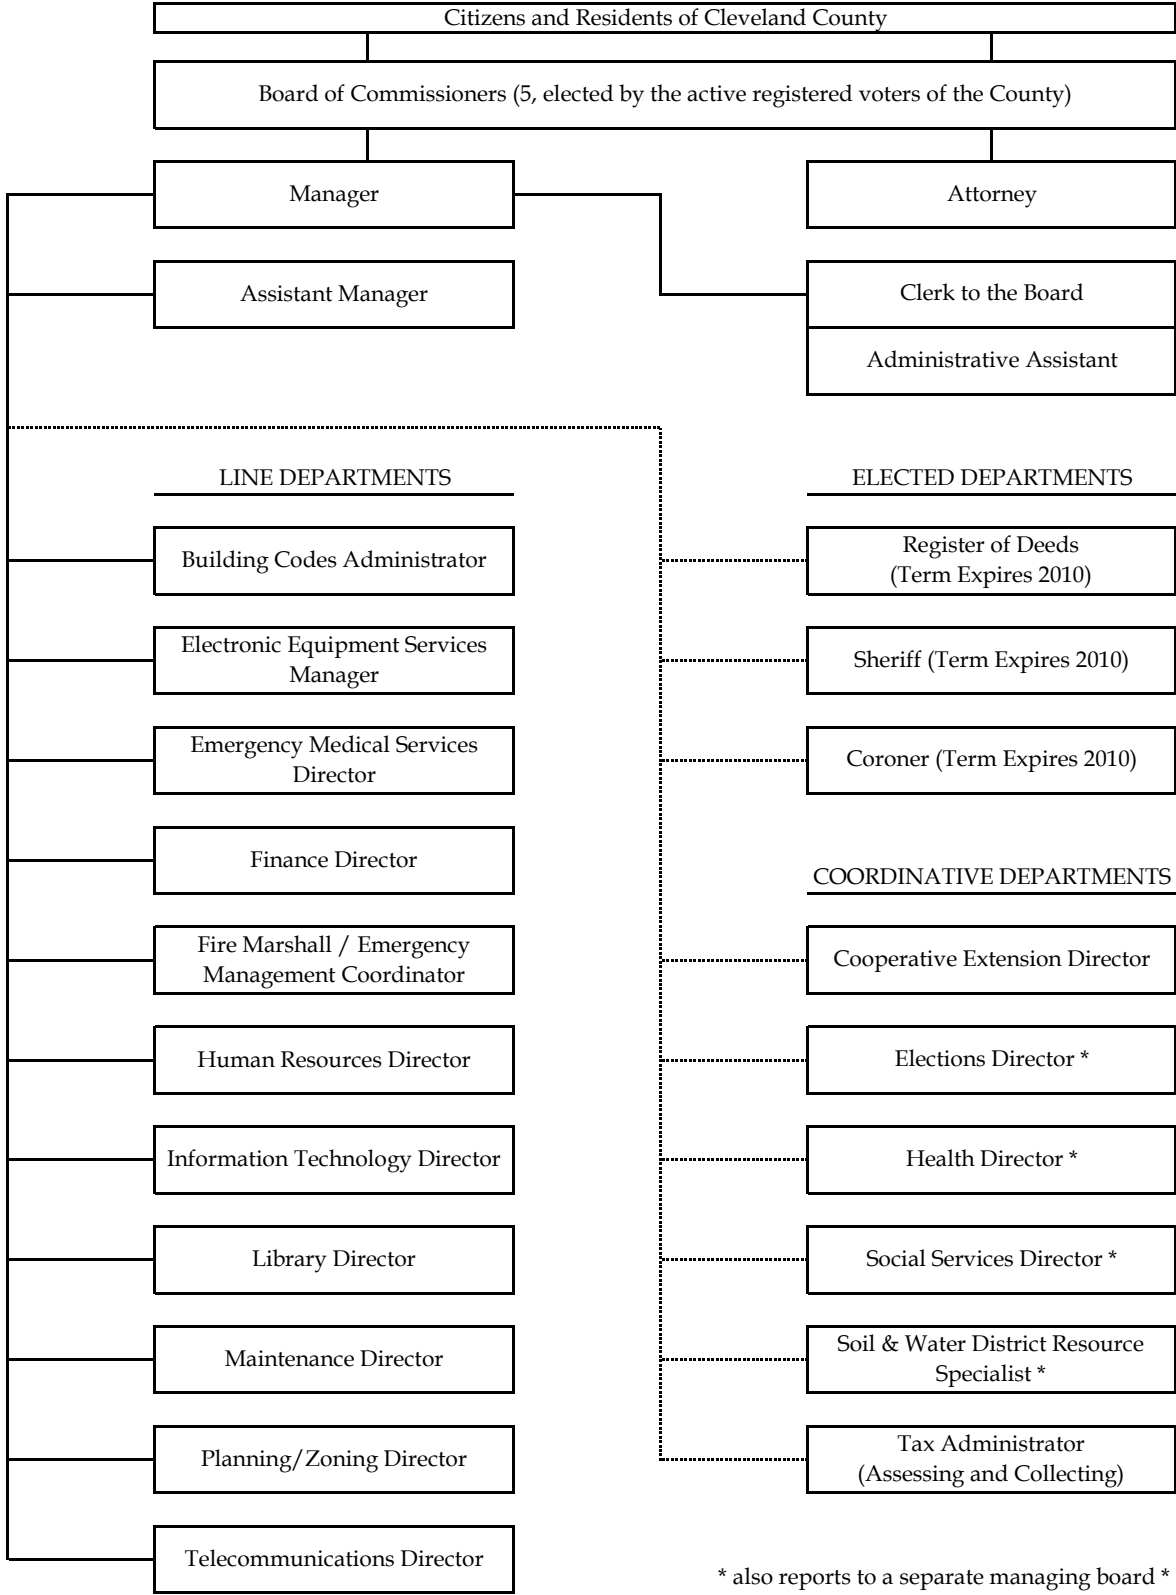 Citizens and Residents of Cleveland County
Board of Commissioners (5, elected by the active registered voters of the County)
Manager
Attorney
Assistant Manager
Clerk to the Board
Administrative Assistant
LINE DEPARTMENTS
Building Codes Administrator
Electronic Equipment Services
Manager
Emergency Medical Services
Director
Finance Director
Fire Marshall / Emergency
Management Coordinator
Human Resources Director
Information Technology Director
Library Director
Maintenance Director
Planning/Zoning Director
Telecommunications Director
ELECTED DEPARTMENTS
Register of Deeds
(Term Expires 2010)
Sheriff (Term Expires 2010)
Coroner (Term Expires 2010)
COORDINATIVE DEPARTMENTS
Cooperative Extension Director
Elections Director *
Health Director *
Social Services Director *
Soil & Water District Resource
Specialist *
Tax Administrator
(Assessing and Collecting)
* also reports to a separate managing board *